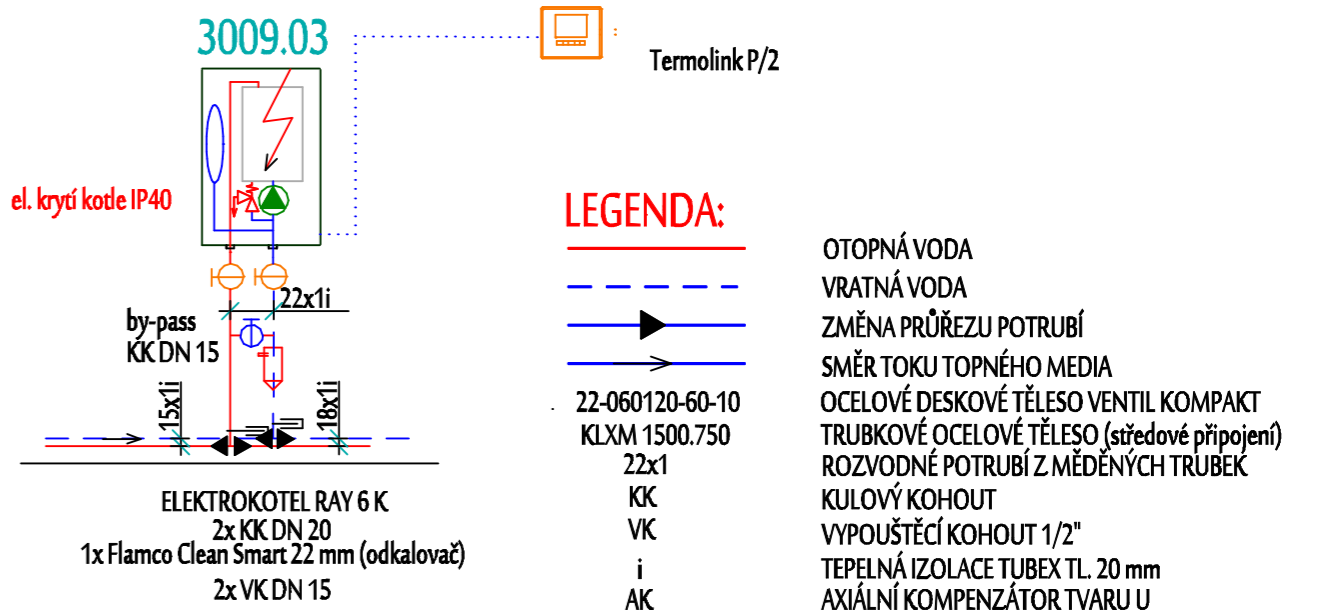 3009.03
Termolink P/2
el. krytí kotle IP40
22x1i
by-pass
KK DN 15
15x1i
18x1i
ELEKTROKOTEL RAY 6 K
2x KK DN 20
1x Flamco Clean Smart 22 mm (odkalovač)
2x VK DN 15
LEGENDA:
OTOPNÁ VODA
VRATNÁ VODA
ZMĚNA PRŮŘEZU POTRUBÍ
SMĚR TOKU TOPNÉHO MEDIA
22-060120-60-10 OCELOVÉ DESKOVÉ TĚLESO VENTIL KOMPAKT
KLXM 1500.750 TRUBKOVÉ OCELOVÉ TĚLESO (středové připojení)
22x1 ROZVODNÉ POTRUBÍ Z MĚDĚNÝCH TRUBEK
KK KULOVÝ KOHOUT
VK VYPOUŠTĚCÍ KOHOUT 1/2"
i TEPELNÁ IZOLACE TUBEX TL. 20 mm
AK AXIÁLNÍ KOMPENZÁTOR TVARU U